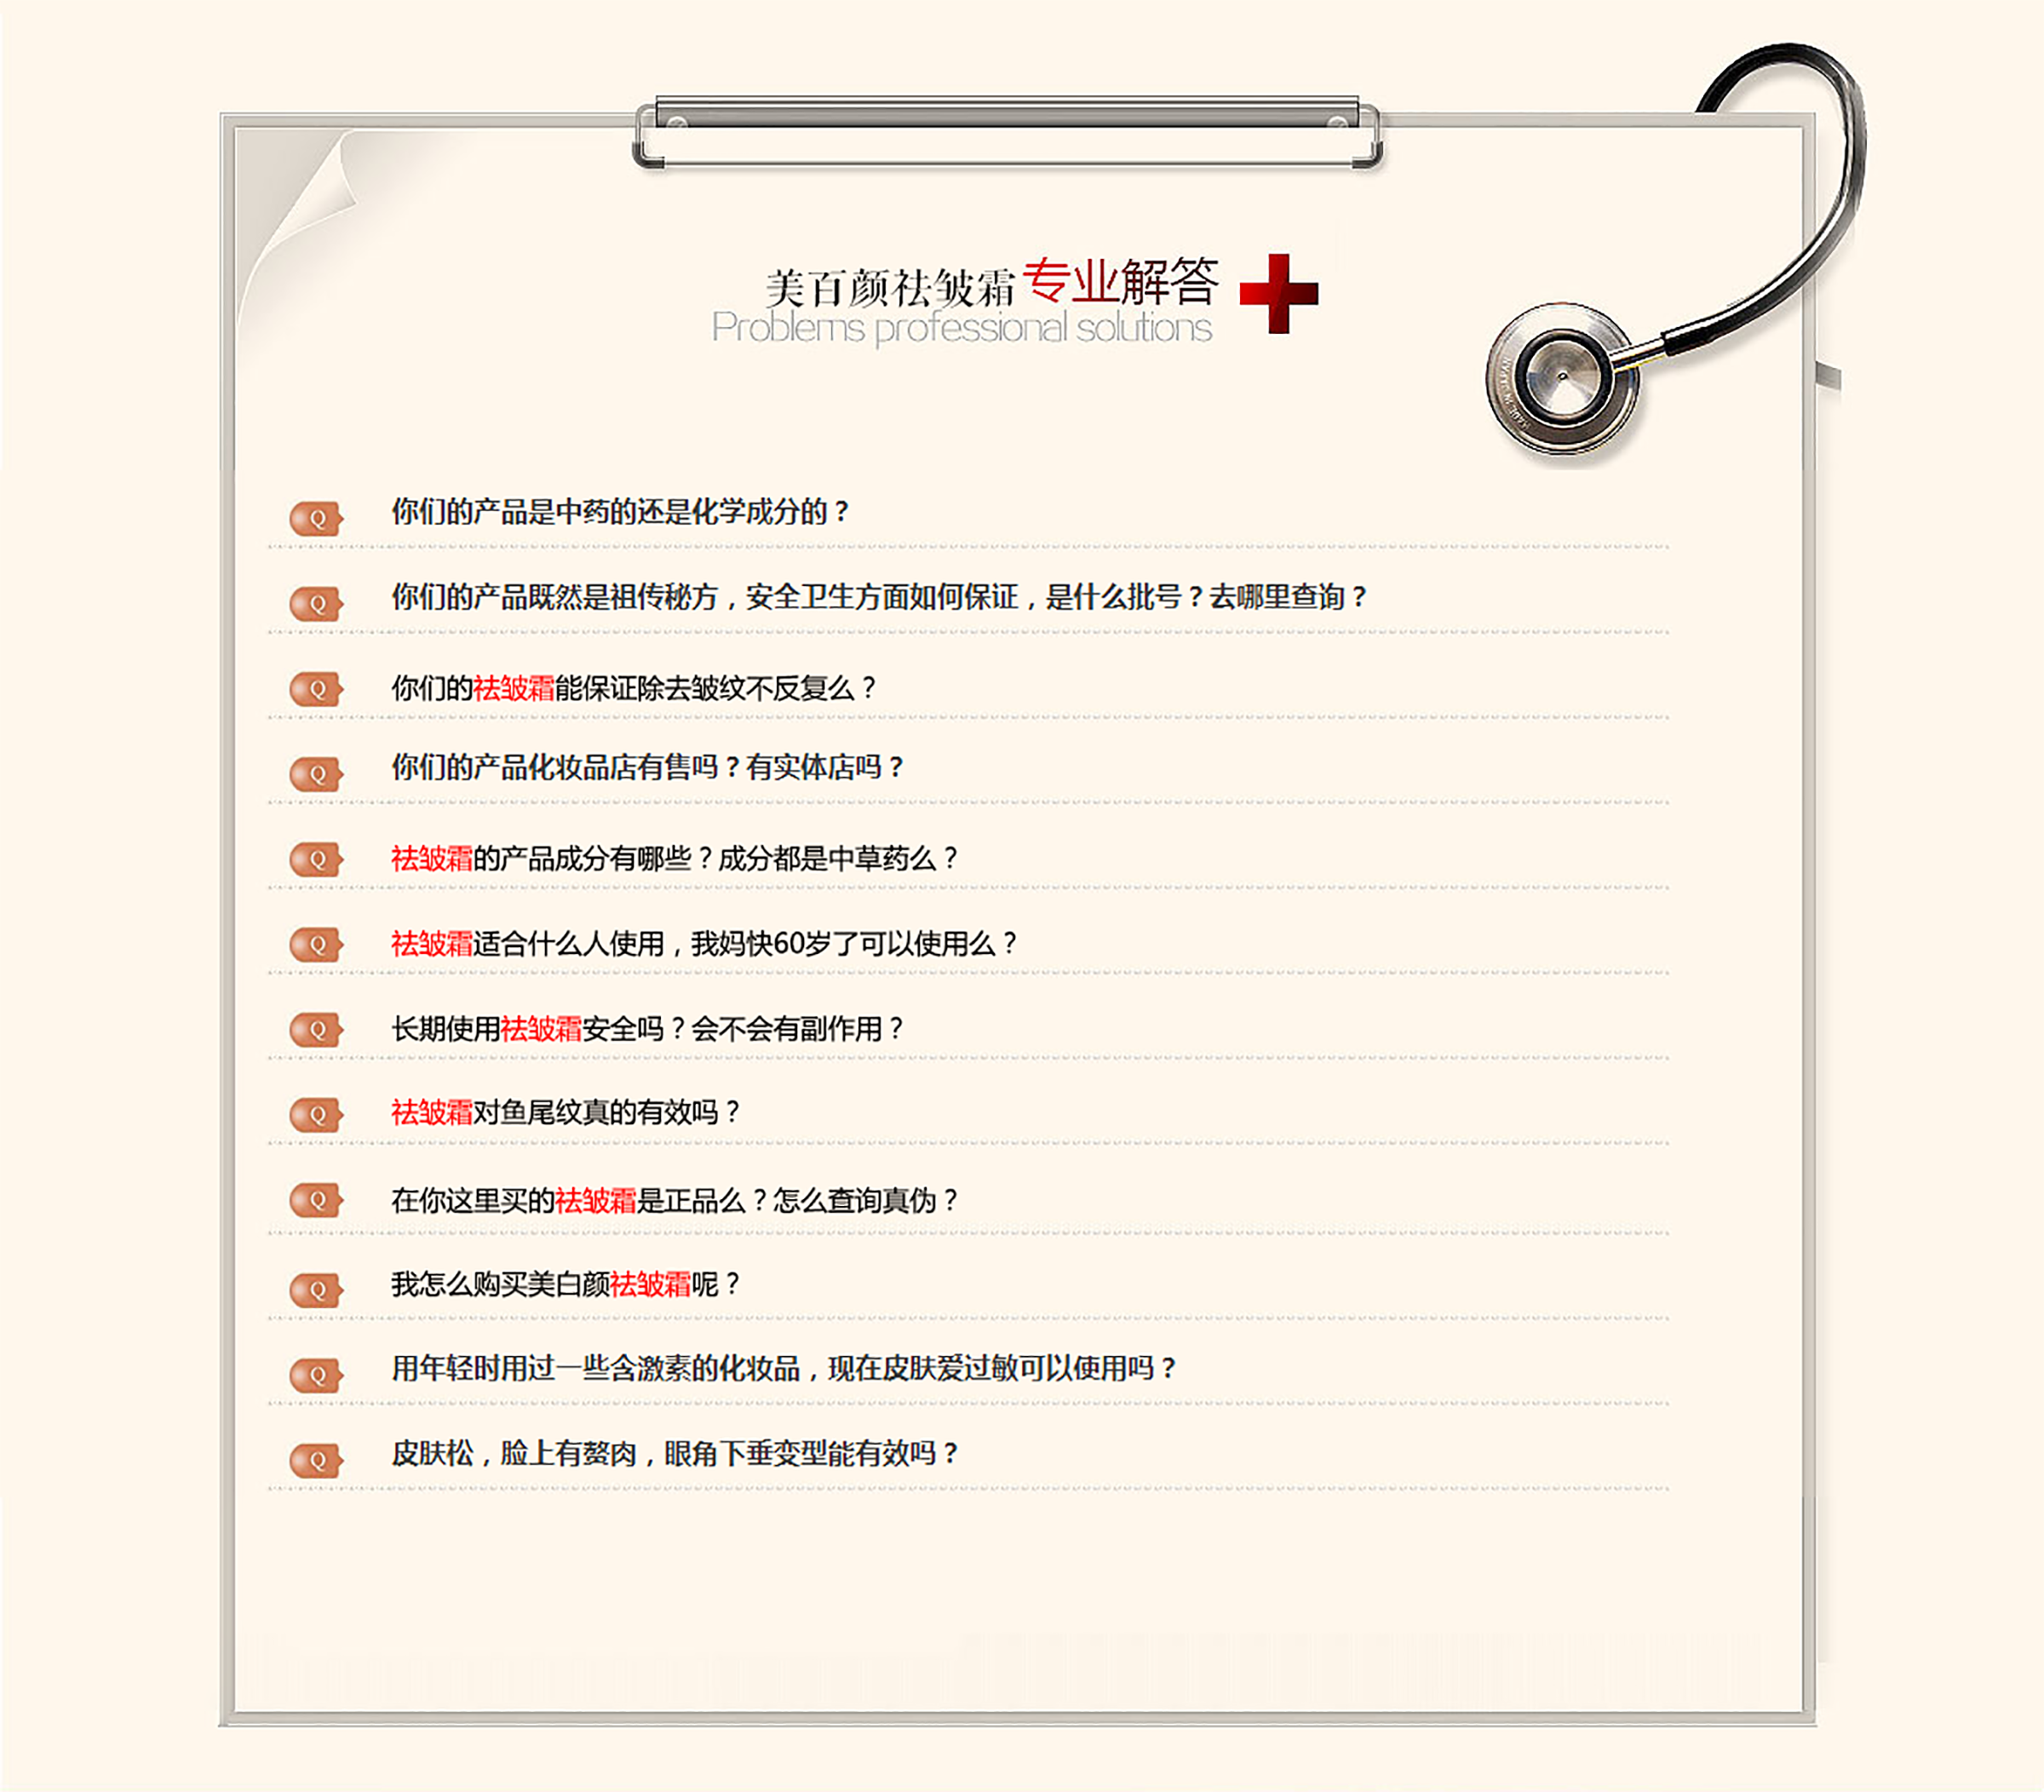 美百颜祛皱霜专业解答
Problems professional solutions
Q 你们的产品是中药的还是化学成分的？
Q 你们的产品既然是祖传秘方，安全卫生方面如何保证，是什么批号？去哪里查询？
Q 你们的祛皱霜能保证除去皱纹不反复么？
Q 你们的产品化妆品店有售吗？有实体店吗？
Q 祛皱霜的产品成分有哪些？成分都是中草药么？
Q 祛皱霜适合什么人使用，我妈快60岁了可以使用么？
Q 长期使用祛皱霜安全吗？会不会有副作用？
Q 祛皱霜对鱼尾纹真的有效吗？
Q 在你这里买的祛皱霜是正品么？怎么查询真伪？
Q 我怎么购买美白颜祛皱霜呢？
Q 用年轻时用过一些含激素的化妆品，现在皮肤爱过敏可以使用吗？
Q 皮肤松，脸上有赘肉，眼角下垂变型能有效吗？